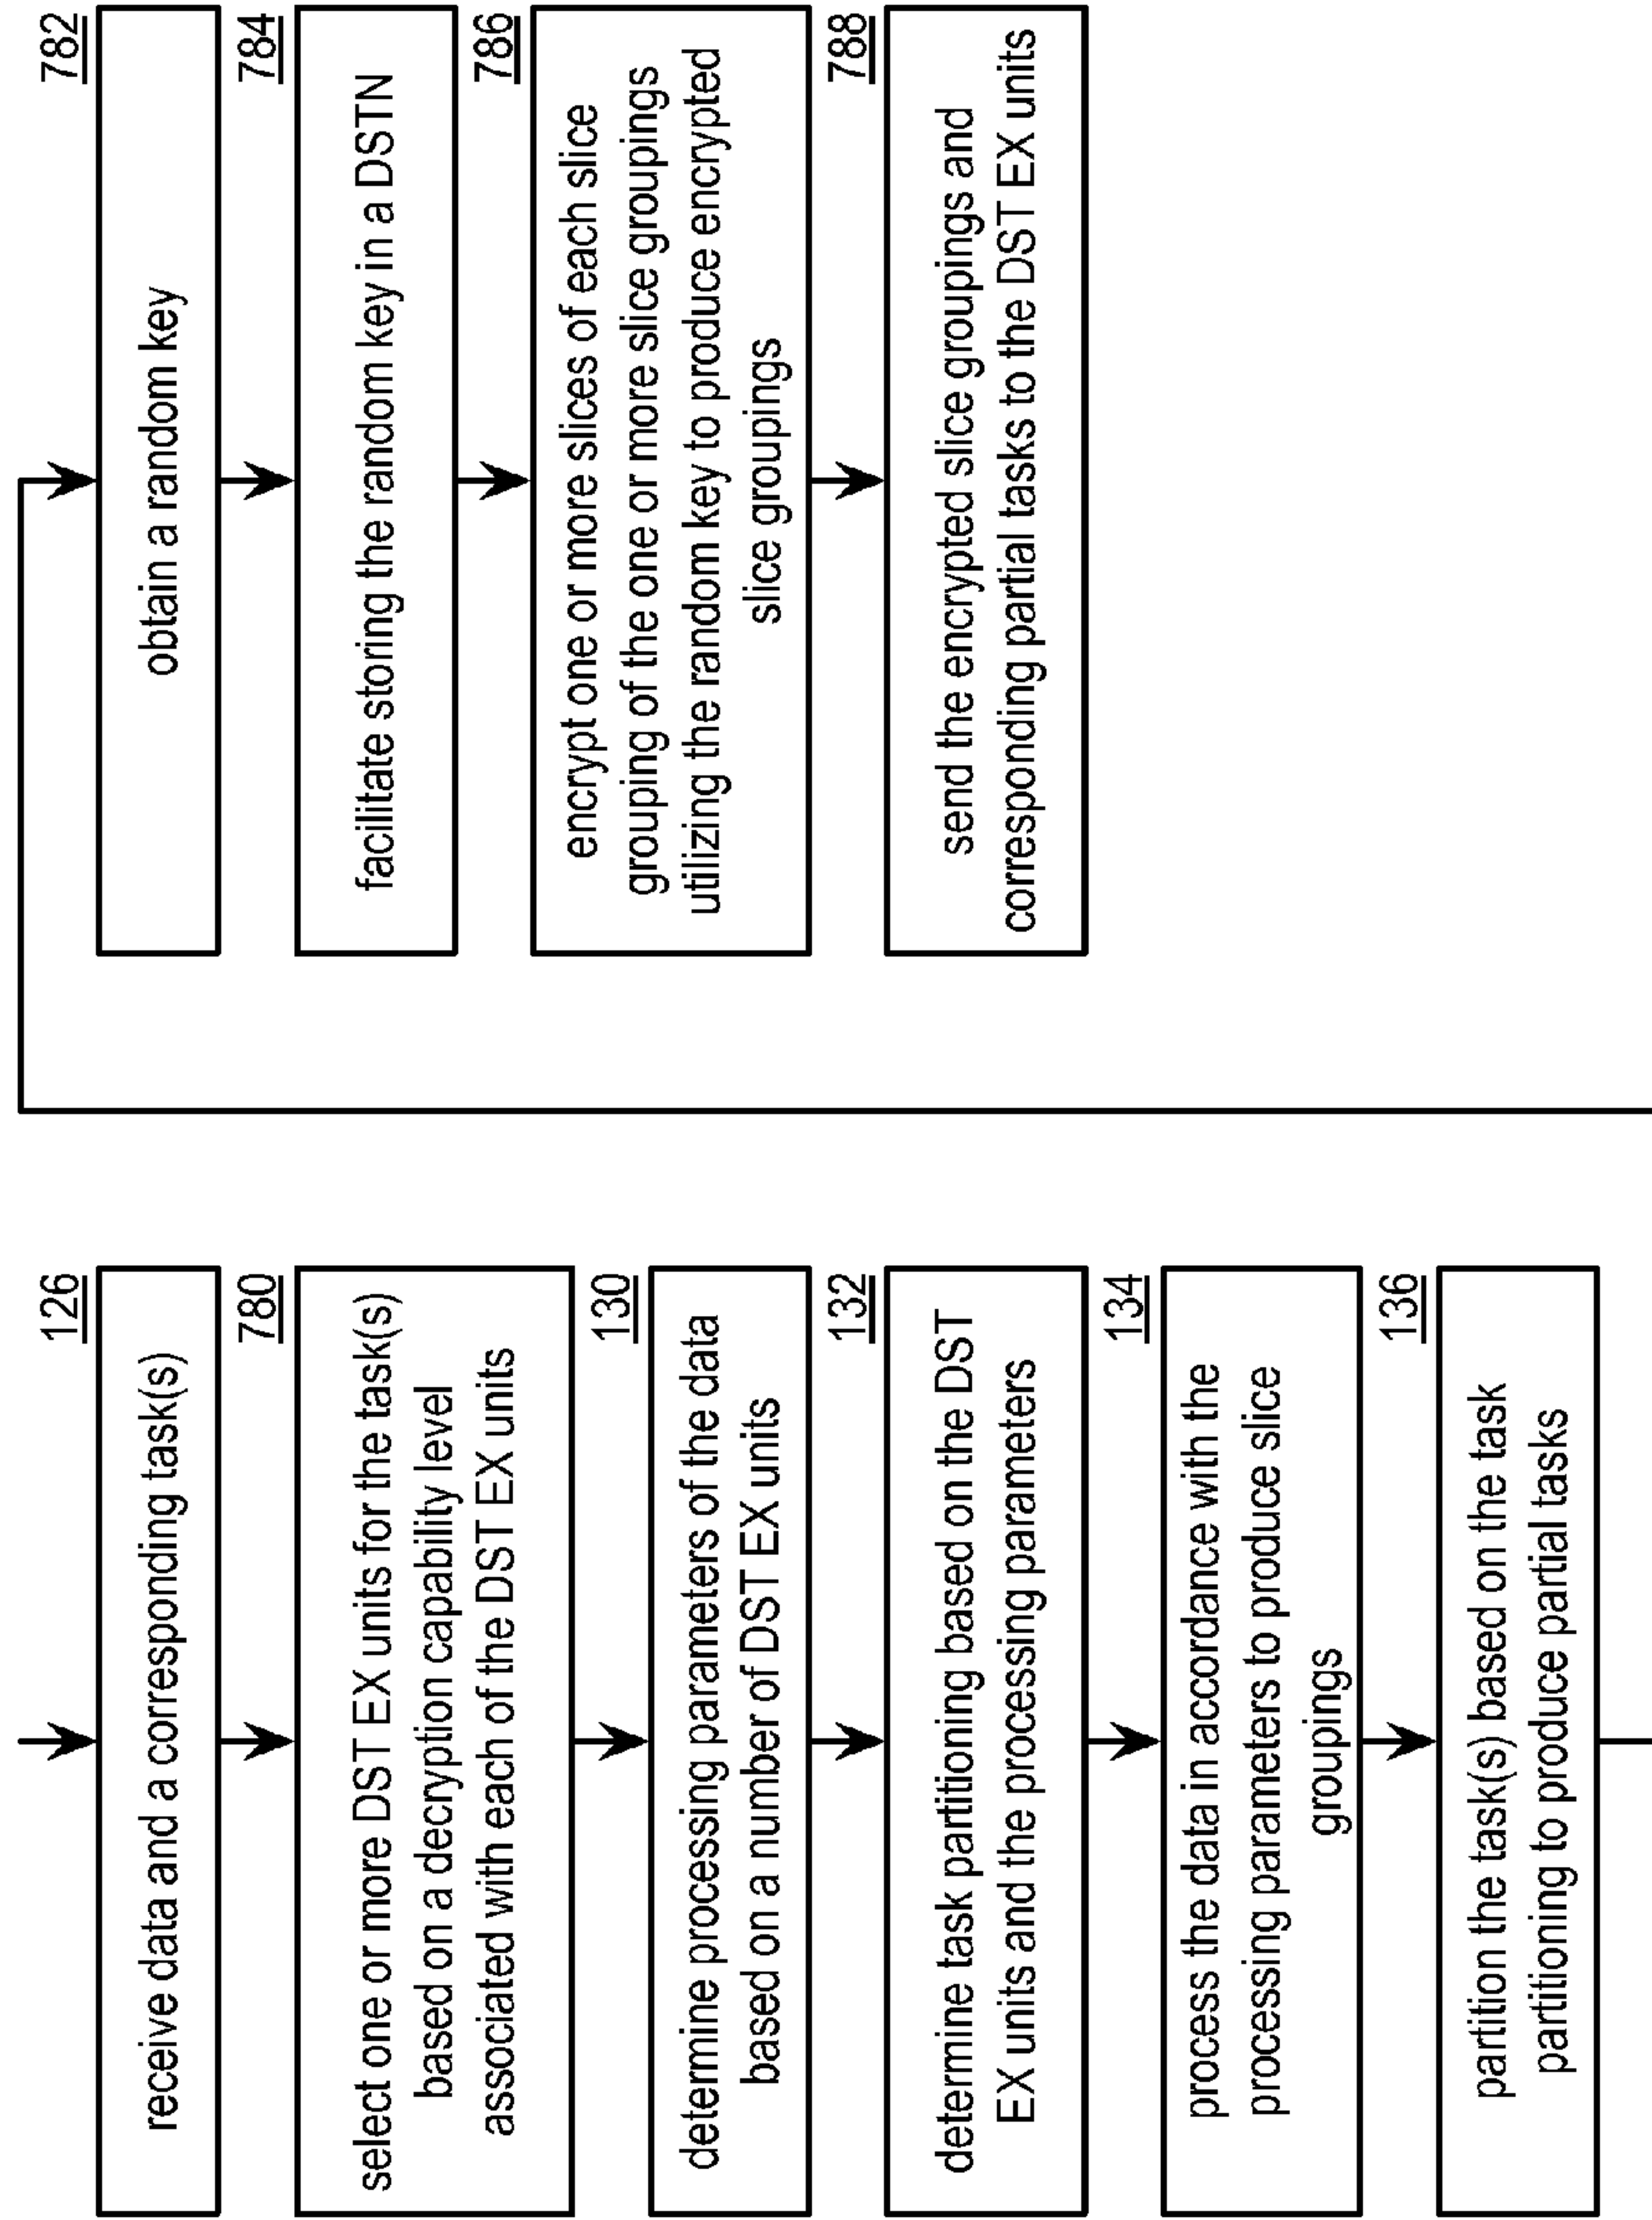 126
receive data and a corresponding task(s)
780
select one or more DST EX units for the task(s)
based on a decryption capability level
associated with each of the DST EX units
130
determine processing parameters of the data
based on a number of DST EX units
132
determine task partitioning based on the DST
EX units and the processing parameters
134
process the data in accordance with the
processing parameters to produce slice
groupings
136
partition the task(s) based on the task
partitioning to produce partial tasks
782
obtain a random key
784
facilitate storing the random key in a DSTN
786
encrypt one or more slices of each slice
grouping of the one or more slice groupings
utilizing the random key to produce encrypted
slice groupings
788
send the encrypted slice groupings and
corresponding partial tasks to the DST EX units